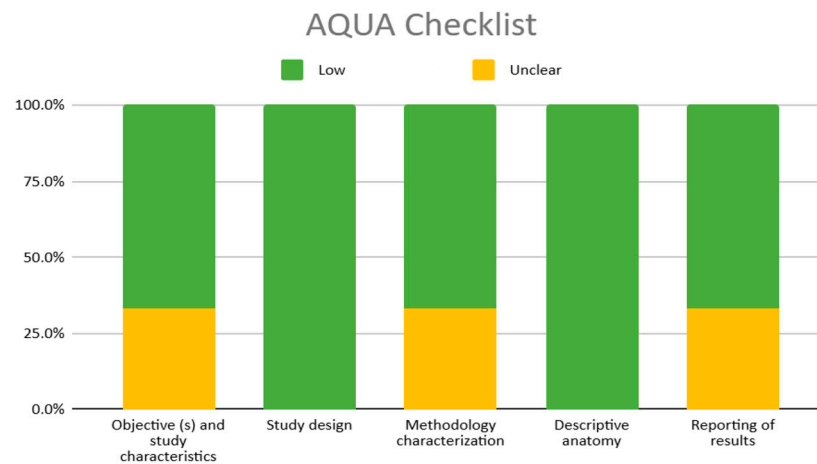 AQUA Checklist
Low
Unclear
100.0%
75.0%
50.0%
25.0%
0.0%
Objective (s) and
study
characteristics
Study design
Methodology
characterization
Descriptive
anatomy
Reporting of
results